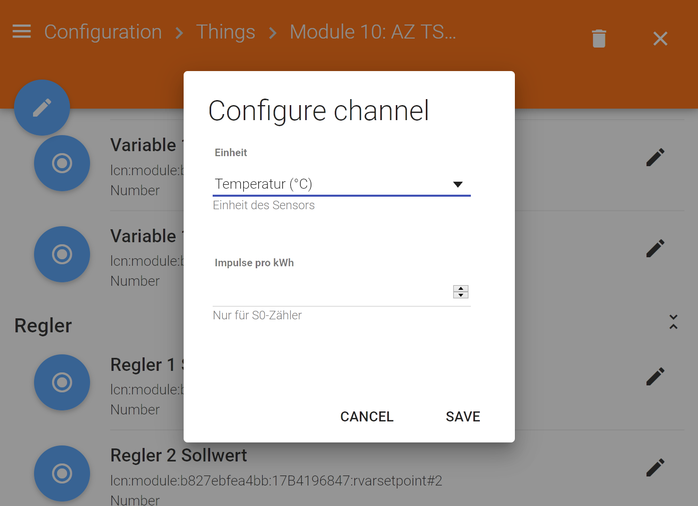 Configuration > Things > Module 10: AZ TS...
Configure channel
Einheit
Temperatur (°C)
Einheit des Sensors
Impulse pro kWh
Nur für S0-Zähler
CANCEL SAVE
Variable
lcn:module:b
Number
Variable
lcn:module:b
Number
Regler
Regler 1
lcn:module:b
Number
Regler 2 Sollwert
lcn:module:b827ebfea4bb:17B4196847:rvarsetpoint#2
Number